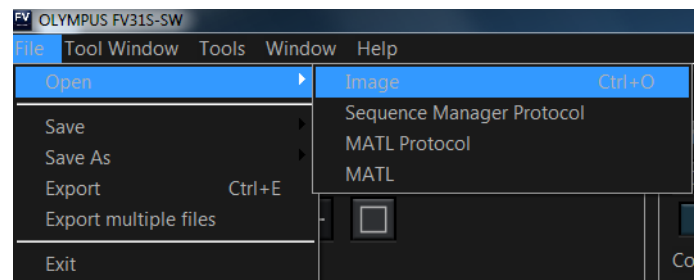 OLYMPUS FV31S-SW
File Tool Window Tools Window Help
Open
Save
Save As
Export Ctrl+E
Export multiple files
Exit
Image Ctrl+O
Sequence Manager Protocol
MATL Protocol
MATL
Co